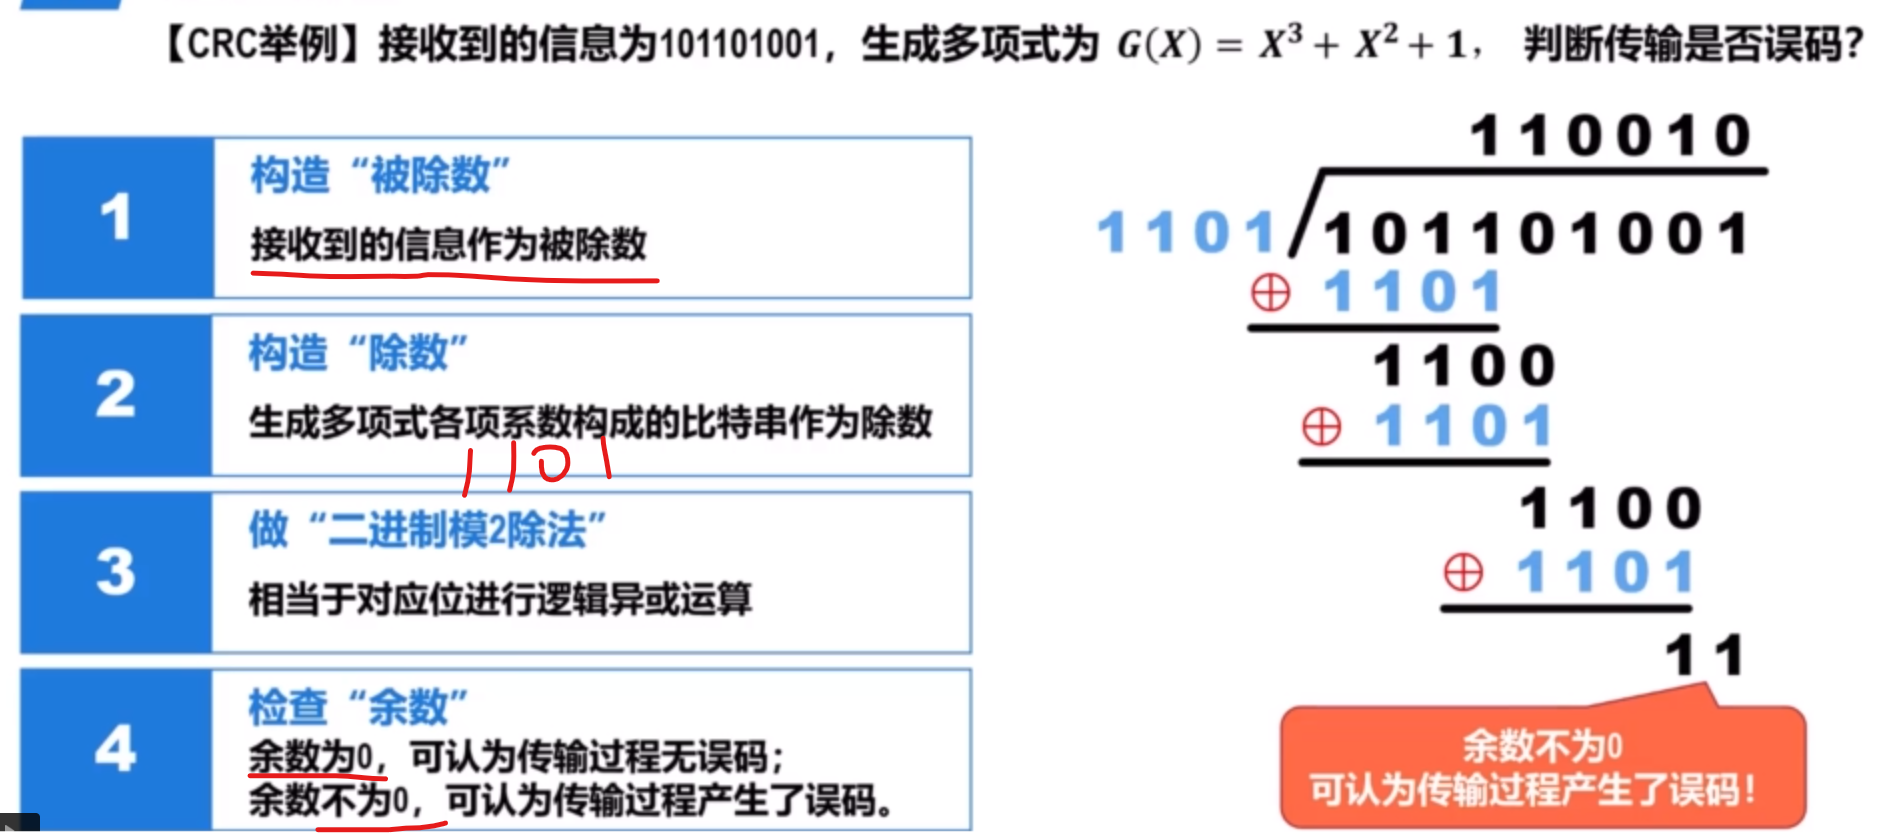 【CRC举例】接收到的信息为101101001，生成多项式为 G(X) = X³ + X² + 1， 判断传输是否误码？
1
构造“被除数”
接收到的信息作为被除数
2
构造“除数”
生成多项式各项系数构成的比特串作为除数
1101
3
做“二进制模2除法”
相当于对应位进行逻辑异或运算
4
检查“余数”
余数为0，可认为传输过程无误码；
余数不为0，可认为传输过程产生了误码。
110010
1101 101101001
⊕ 1101
1100
⊕ 1101
1100
⊕ 1101
11
余数不为0
可认为传输过程产生了误码！